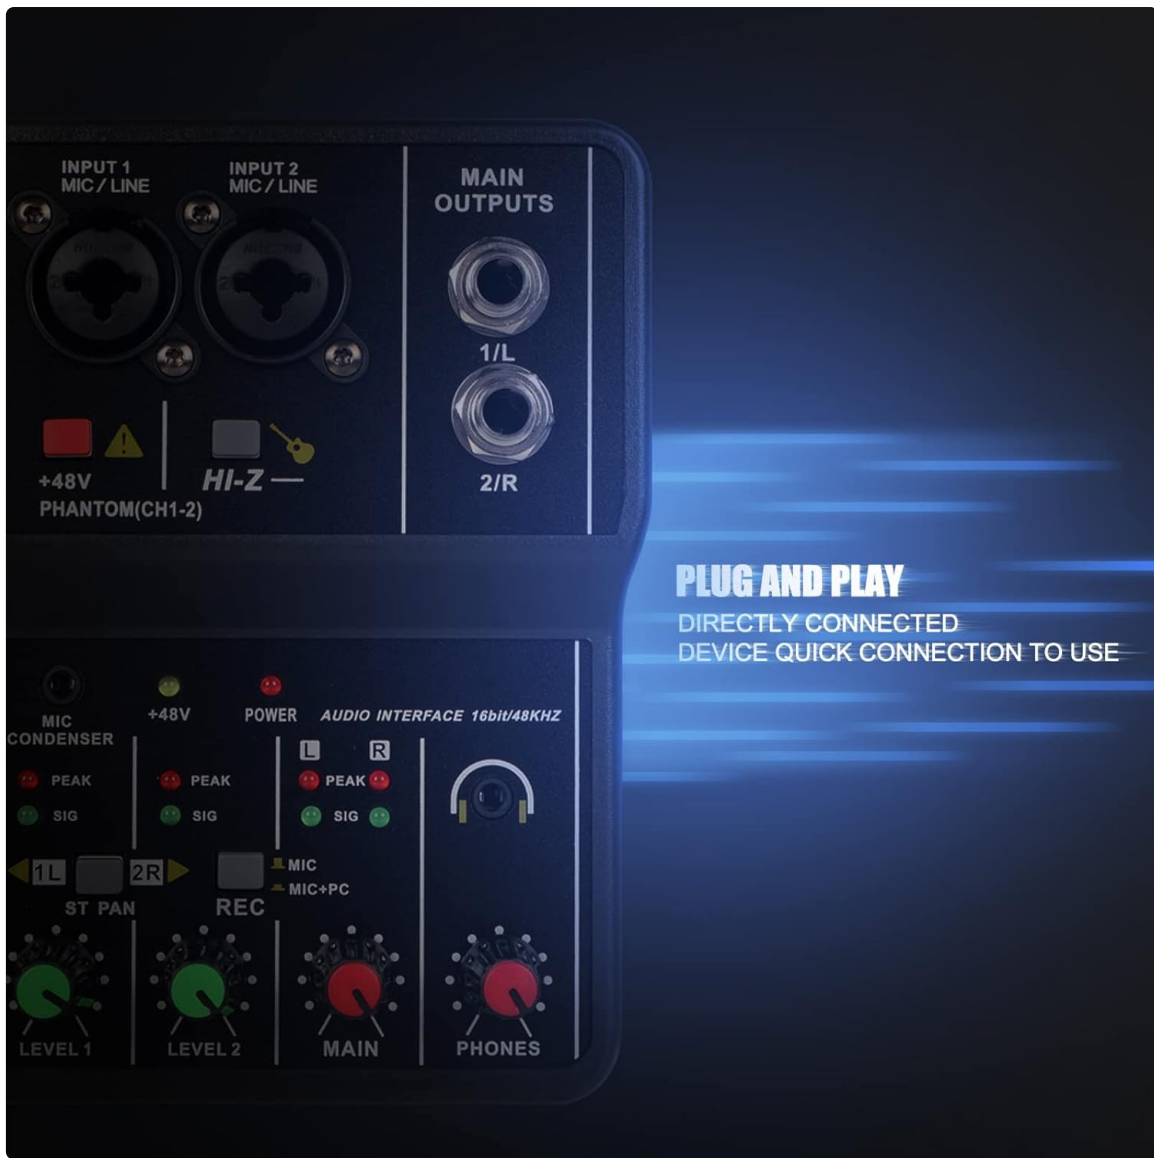 INPUT 1
MIC / LINE
INPUT 2
MIC / LINE
MAIN
OUTPUTS
1/L
2/R
+48V
PHANTOM(CH1-2)
HI-Z
PLUG AND PLAY
DIRECTLY CONNECTED
DEVICE QUICK CONNECTION TO USE
MIC
CONDENSER
+48V
POWER
AUDIO INTERFACE 16bit/48KHZ
L
R
PEAK
PEAK
PEAK
SIG
SIG
SIG
1L
2R
ST PAN
REC
MIC
MIC+PC
LEVEL 1
LEVEL 2
MAIN
PHONES